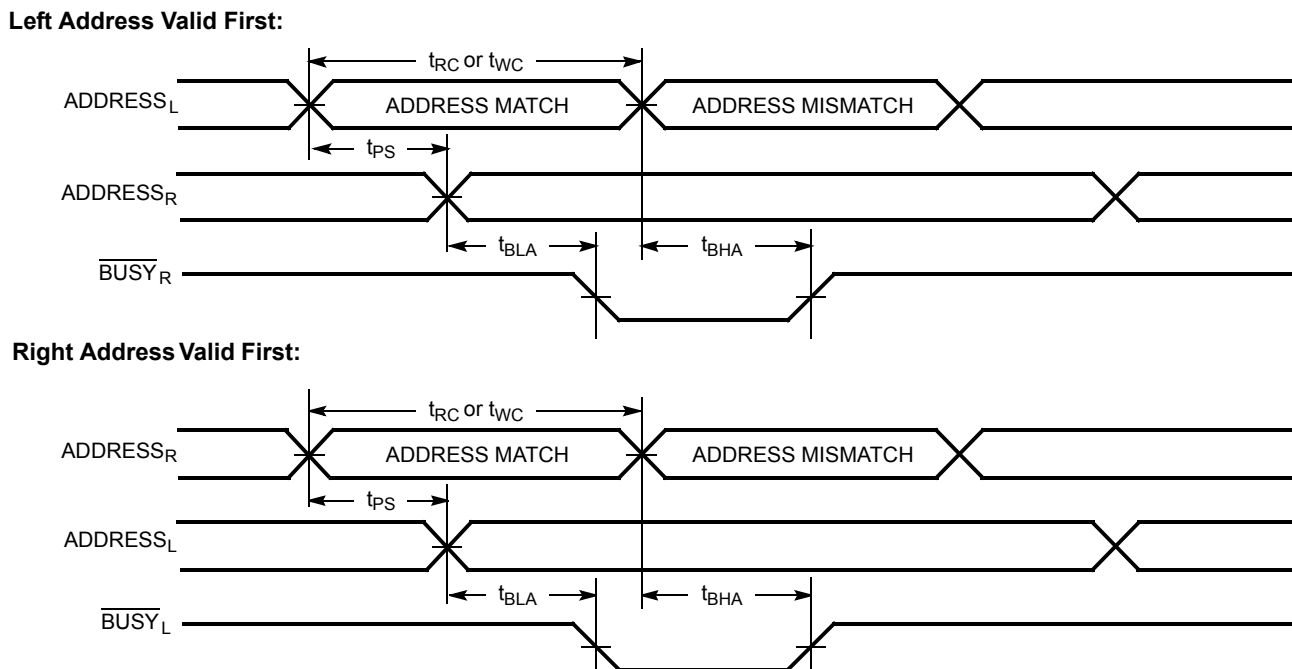 Left Address Valid First:
tRC or tWC
ADDRESSL ADDRESS MATCH ADDRESS MISMATCH
tPS
ADDRESSR
tBLA tBHA
BUSYR
Right Address Valid First:
tRC or tWC
ADDRESSR ADDRESS MATCH ADDRESS MISMATCH
tPS
ADDRESSL
tBLA tBHA
BUSYL